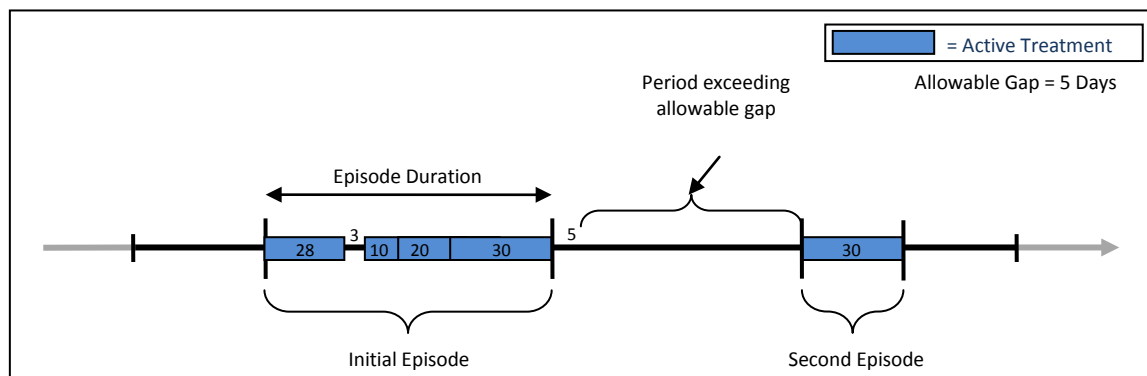 = Active Treatment
Period exceeding
allowable gap
Allowable Gap = 5 Days
Episode Duration
28
3
10
20
30
5
30
Initial Episode
Second Episode